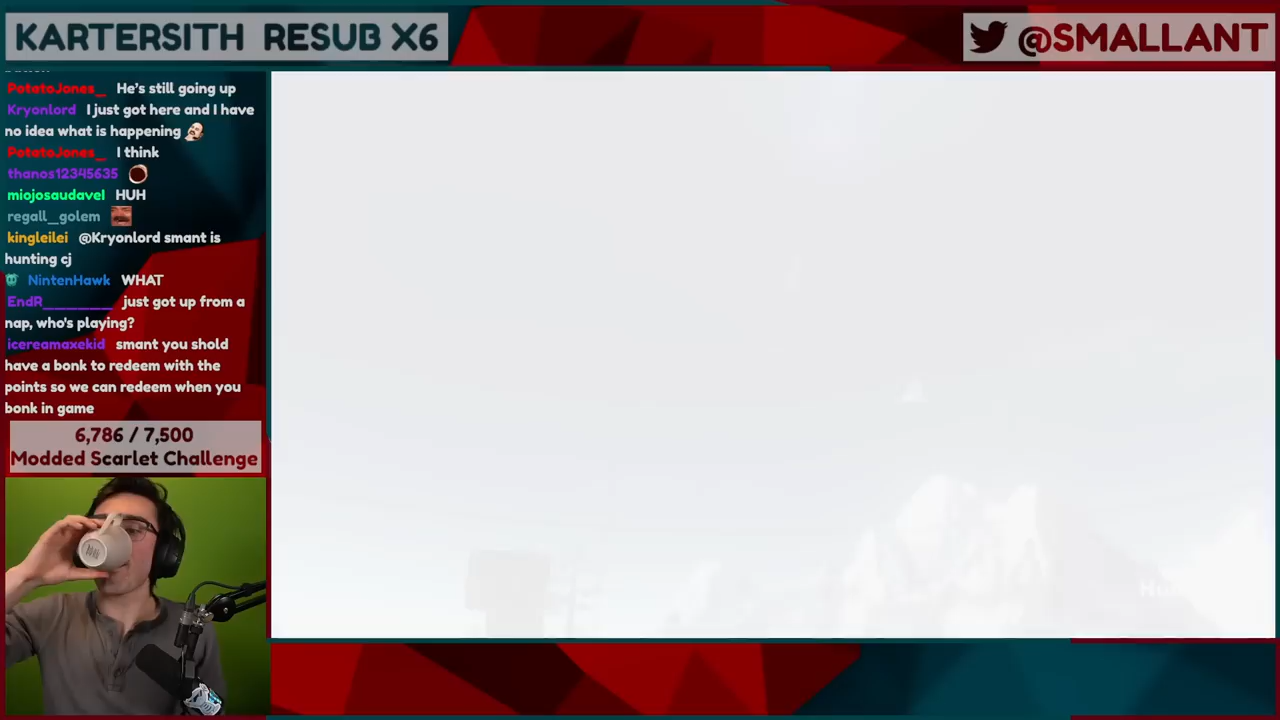 KARTERSITH RESUB X6
@SMALLANT
PotatoJones_ He's still going up
Kryonlord I just got here and I have
no idea what is happening
PotatoJones_ I think
thanos12345635
miojosaudavel HUH
regall_golem
kingleilei @Kryonlord smant is
hunting cj
NintenHawk WHAT
EndR_______ just got up from a
nap, who's playing?
icereamaxekid smant you shold
have a bonk to redeem with the
points so we can redeem when you
bonk in game
6,786 / 7,500
Modded Scarlet Challenge